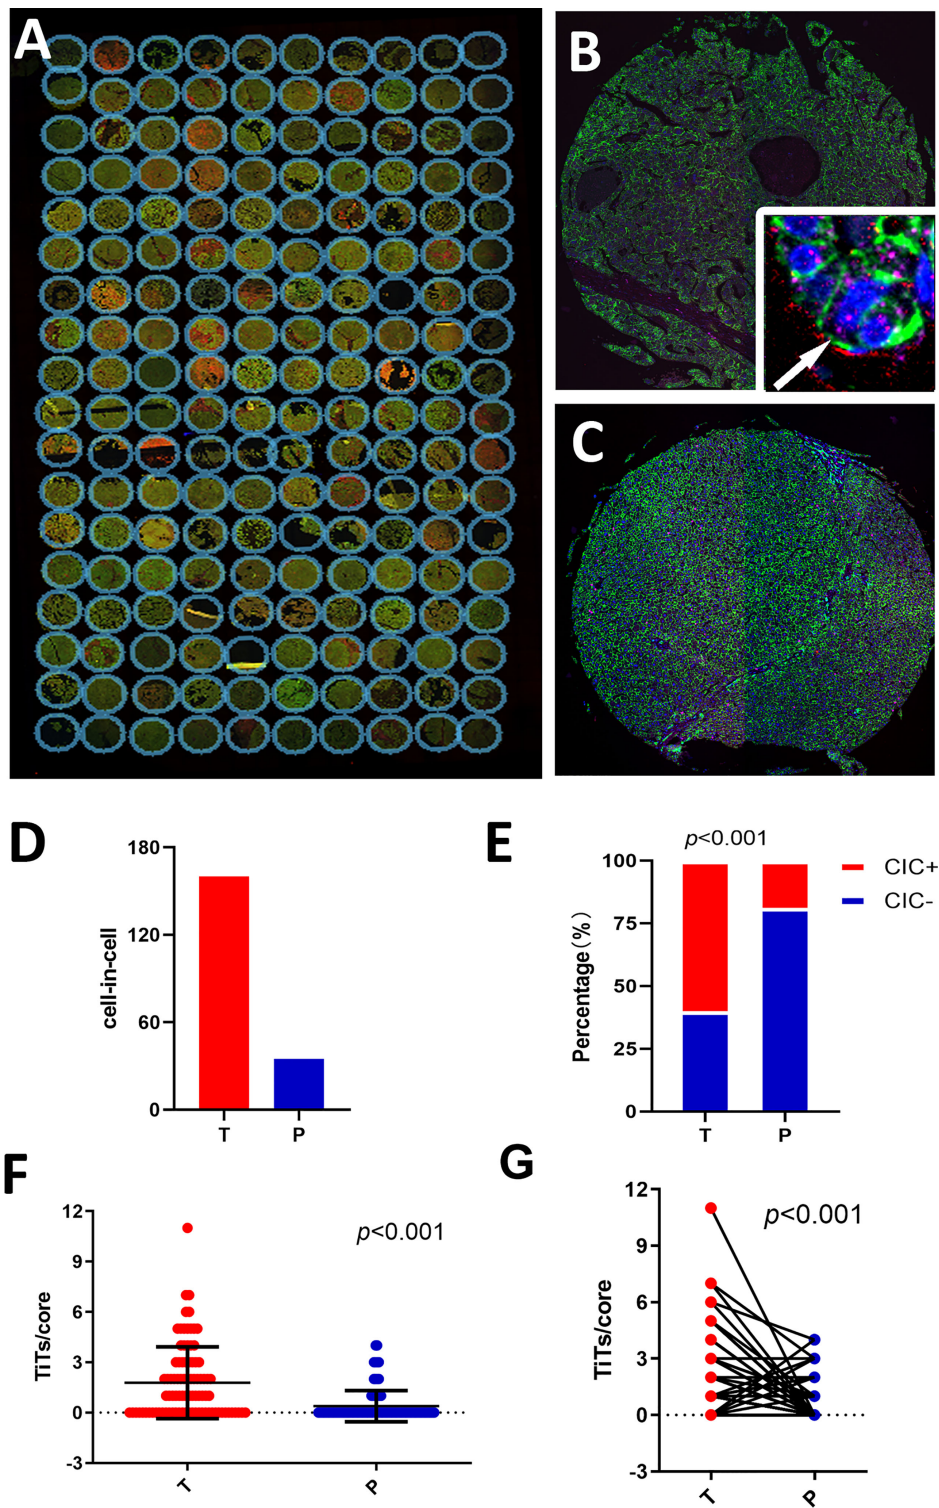 A
B
C
D
180
120
60
0
cell-in-cell
T
P
E
p<0.001
100
75
50
25
0
Percentage(%)
T
P
CIC+
CIC-
F
12
9
6
3
0
-3
TiTs/core
p<0.001
T
P
G
12
9
6
3
0
-3
TiTs/core
p<0.001
T
P